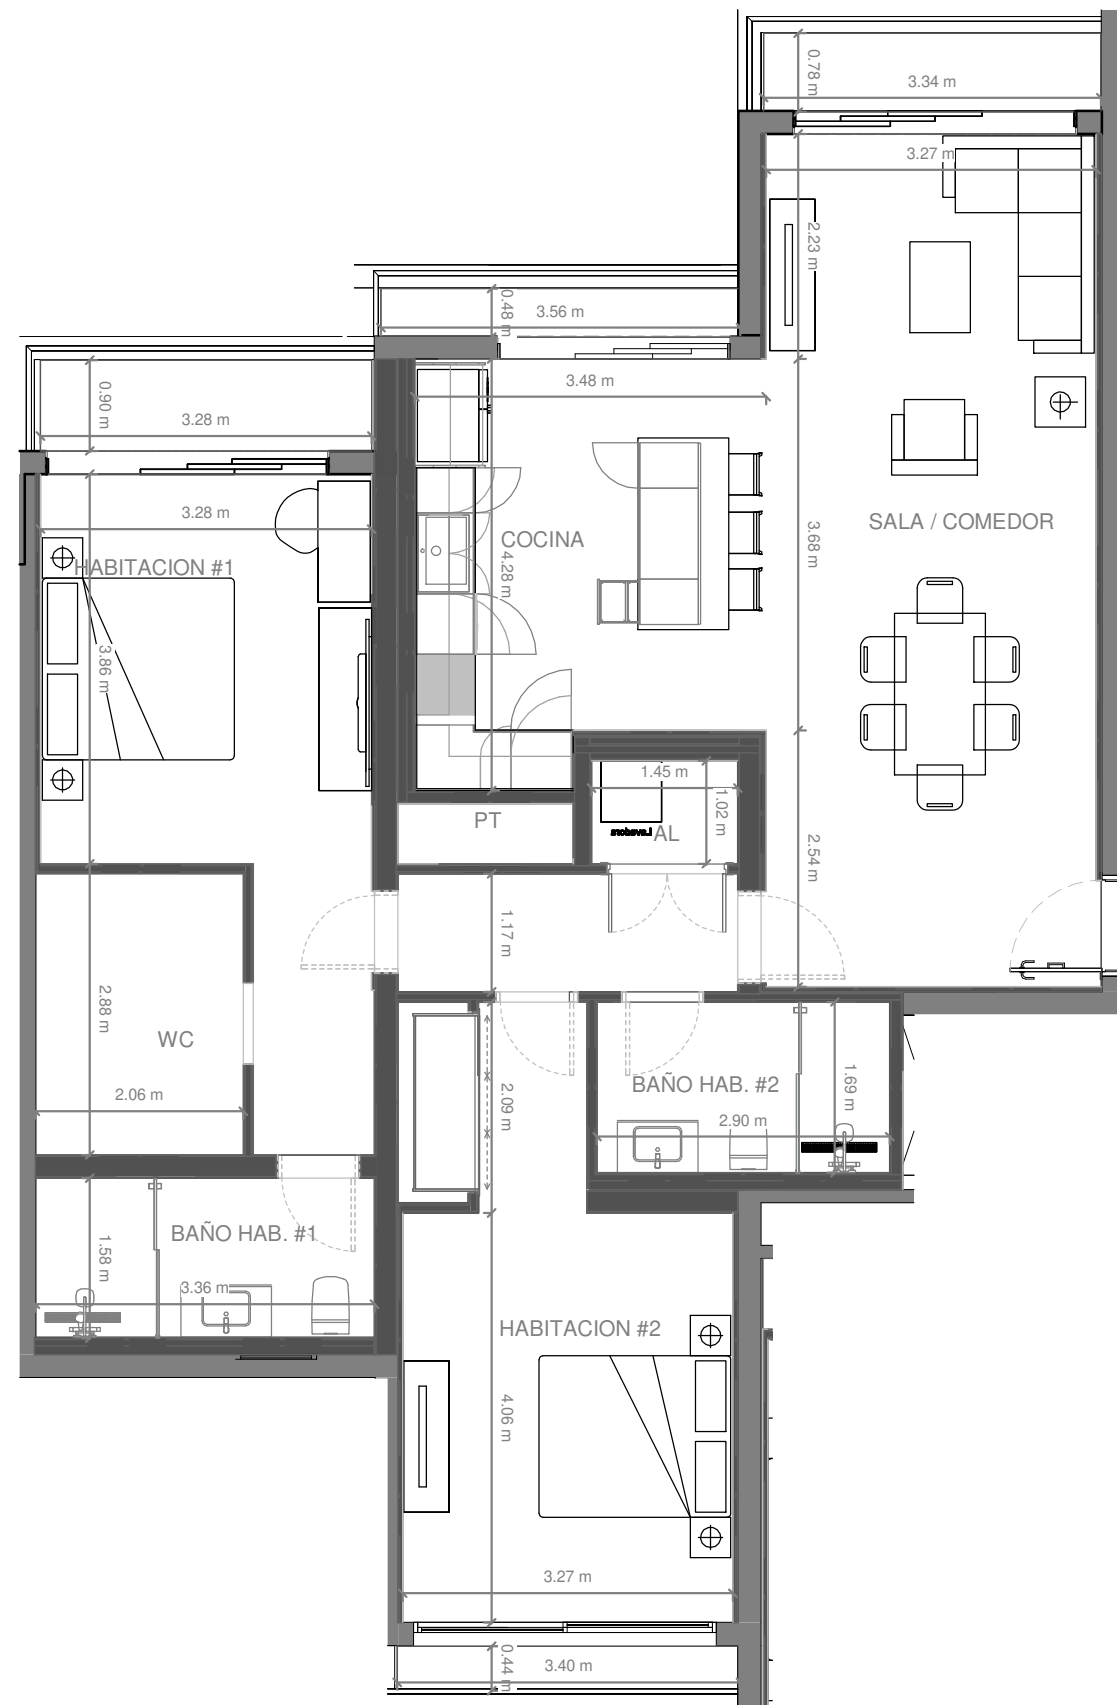 0.78 m
3.34 m
3.27 m
2.23 m
0.48 m
3.56 m
3.48 m
0.90 m
3.28 m
3.28 m
SALA / COMEDOR
COCINA
3.68 m
4.28 m
HABITACION #1
3.86 m
1.45 m
1.02 m
PT
Lavadora
AL
2.54 m
1.17 m
2.88 m
WC
2.06 m
2.09 m
BAÑO HAB. #2
1.69 m
2.90 m
BAÑO HAB. #1
1.58 m
3.36 m
HABITACION #2
4.06 m
3.27 m
0.44 m
3.40 m